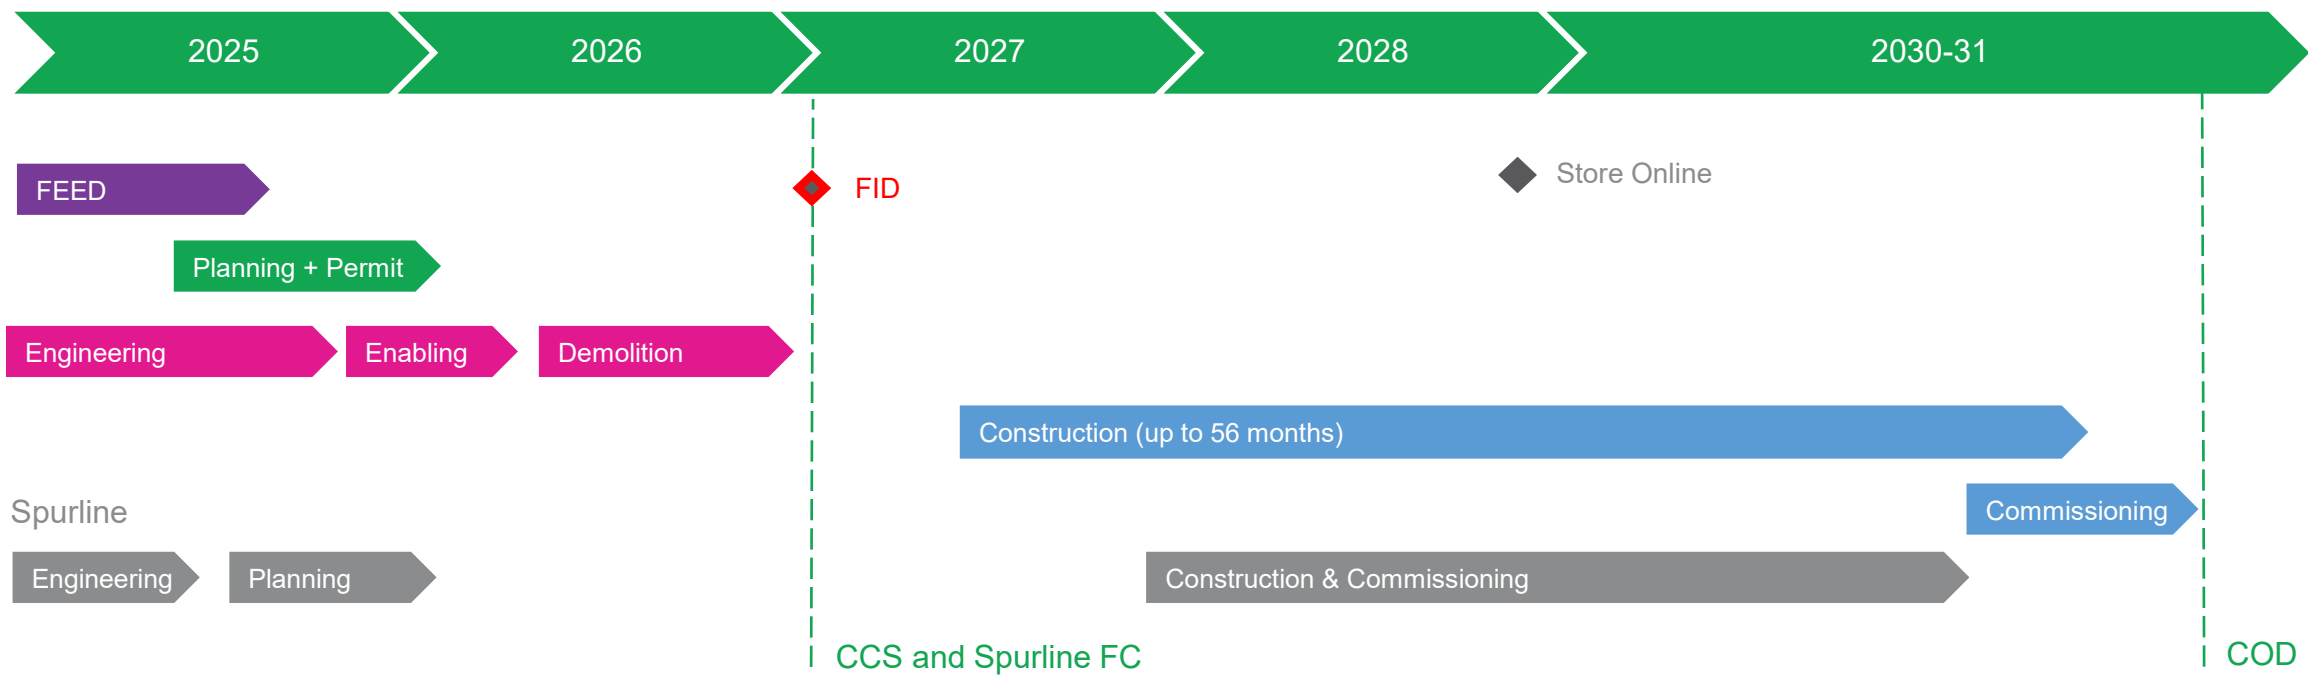 2025
2026
2027
2028
2030-31
FEED
FID
Store Online
Planning + Permit
Engineering
Enabling
Demolition
Construction (up to 56 months)
Spurline
Commissioning
Engineering
Planning
Construction & Commissioning
CCS and Spurline FC
COD